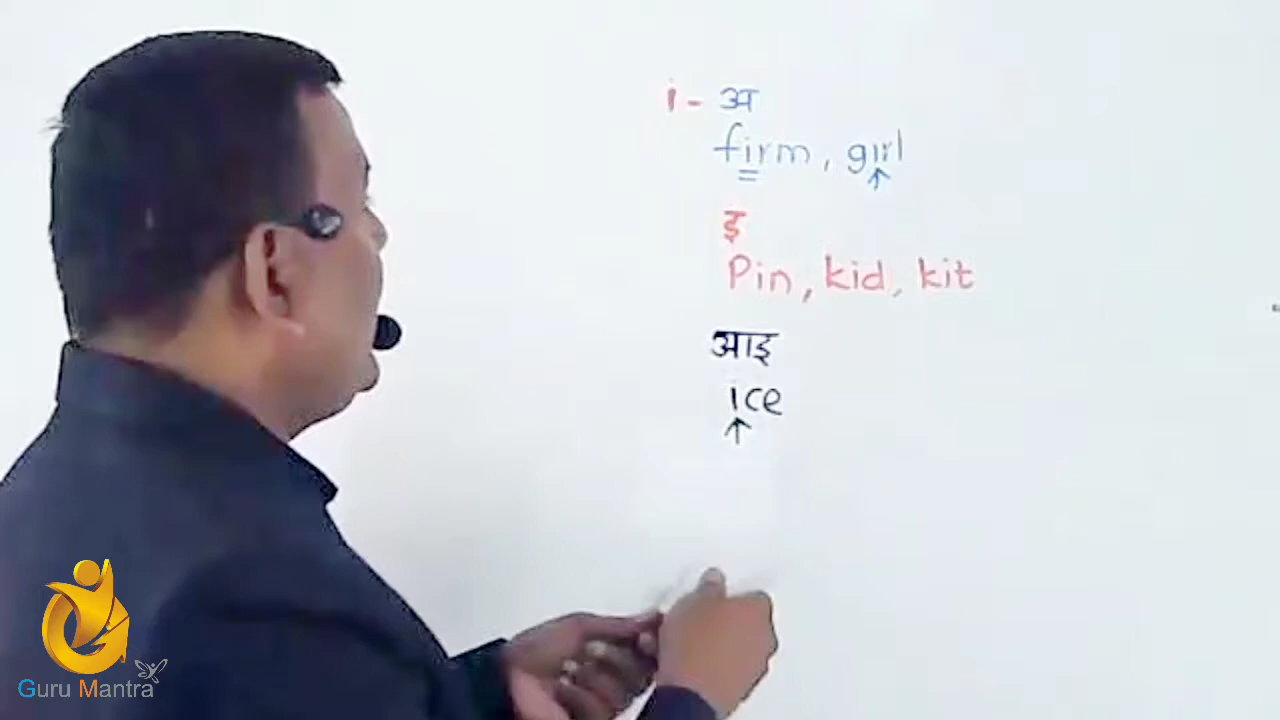 i - अ
firm, girl
इ
Pin, kid, kit
आइ
ice
Guru Mantra